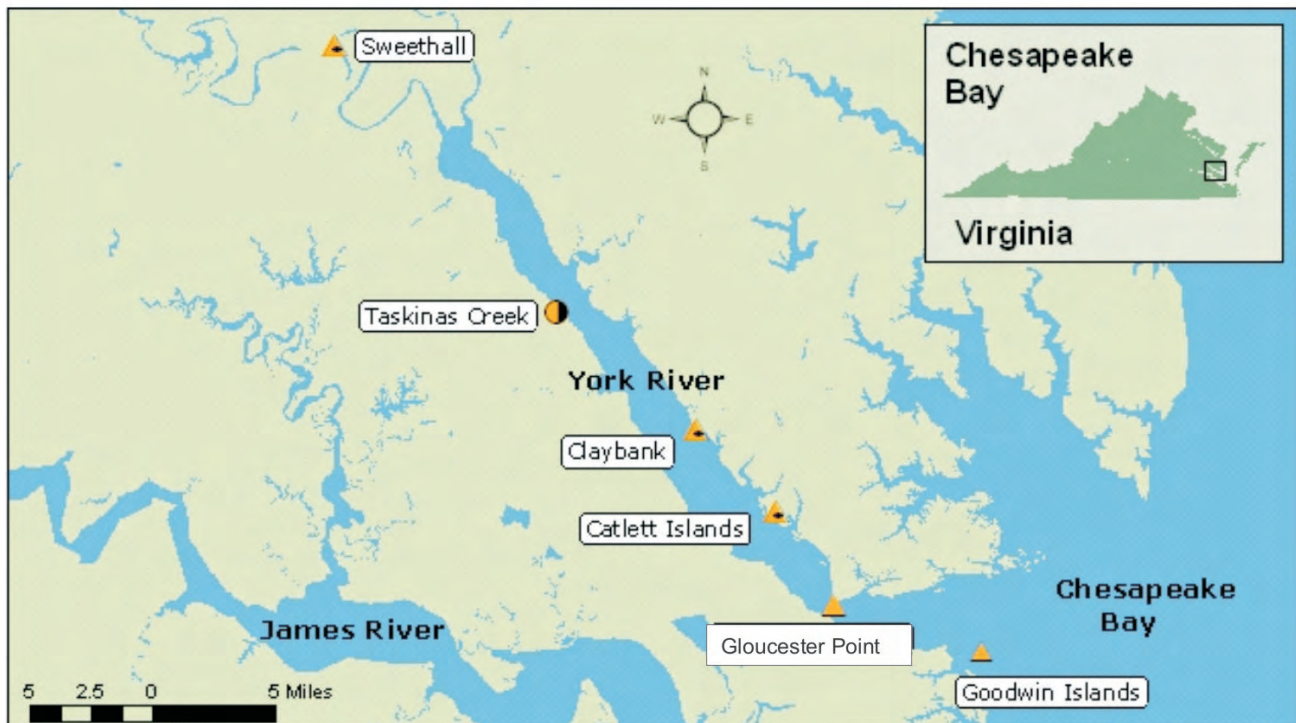 Sweethall
N
W E
S
Chesapeake
Bay
Virginia
Taskinas Creek
York River
Claybank
Catlett Islands
Chesapeake
Bay
James River
Gloucester Point
Goodwin Islands
5 2.5 0 5 Miles